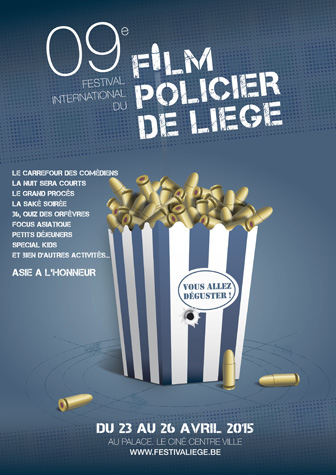 09e
FESTIVAL
INTERNATIONAL
DU
FILM
POLICIER
DE LIEGE
LE CARREFOUR DES COMÉDIENS
LA NUIT SERA COURTS
LE GRAND PROCÈS
LA SAKÉ SOIRÉE
36, QUIZ DES ORFÈVRES
FOCUS ASIATIQUE
PETITS DÉJEUNERS
SPECIAL KIDS
ET BIEN D'AUTRES ACTIVITÉS...
ASIE A L'HONNEUR
VOUS ALLEZ
DÉGUSTER !
DU 23 AU 26 AVRIL 2015
AU PALACE, LE CINÉ CENTRE VILLE
WWW.FESTIVALIEGE.BE